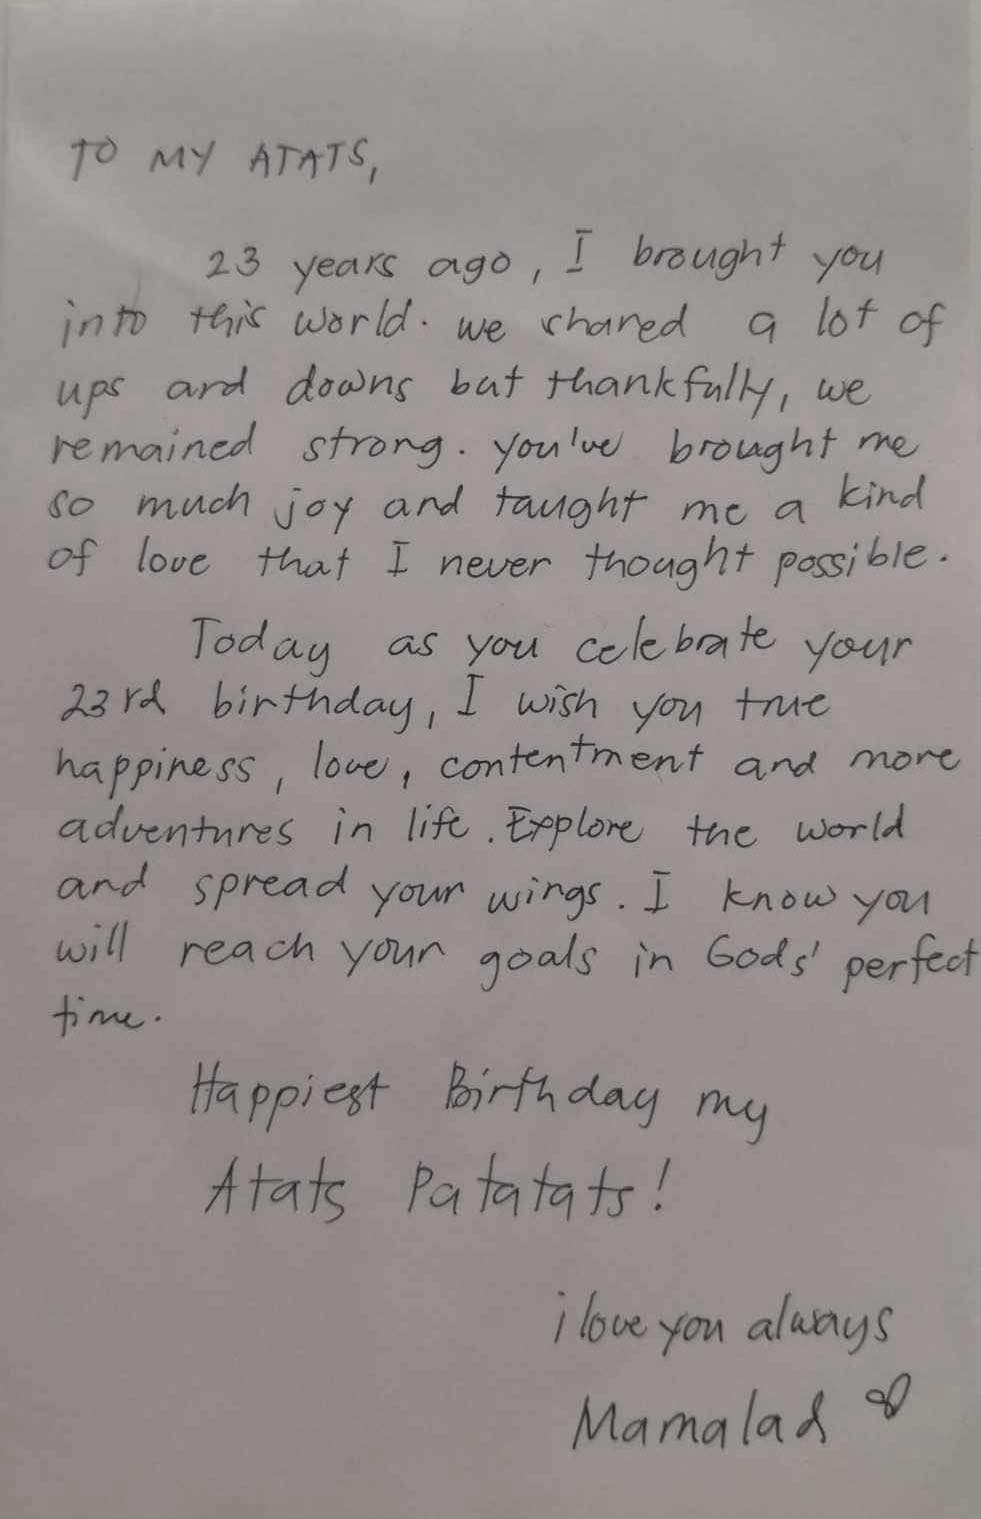 TO MY ATATS,
23 years ago, I brought you
into this world. we shared a lot of
ups and downs but thankfully, we
remained strong. you've brought me
so much joy and taught me a kind
of love that I never thought possible.
Today as you celebrate your
23rd birthday, I wish you true
happiness, love, contentment and more
adventures in life. Explore the world
and spread your wings. I know you
will reach your goals in Gods' perfect
time.
Happiest Birthday my
Atats Patatats!
i love you always
Mamalad